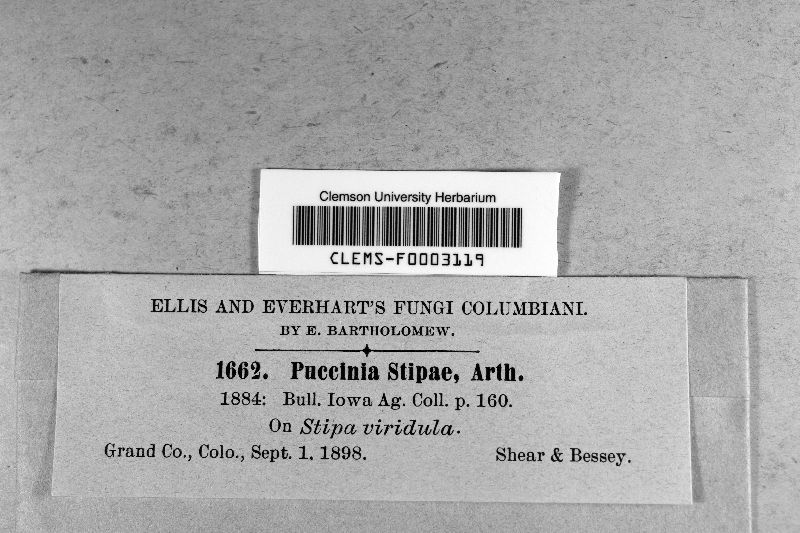 Clemson University Herbarium
CLEMS-F0003119
ELLIS AND EVERHART'S FUNGI COLUMBIANI.
BY E. BARTHOLOMEW.
1662. Puccinia Stipae, Arth.
1884: Bull. Iowa Ag. Coll. p. 160.
On Stipa viridula.
Grand Co., Colo., Sept. 1, 1898. Shear & Bessey.